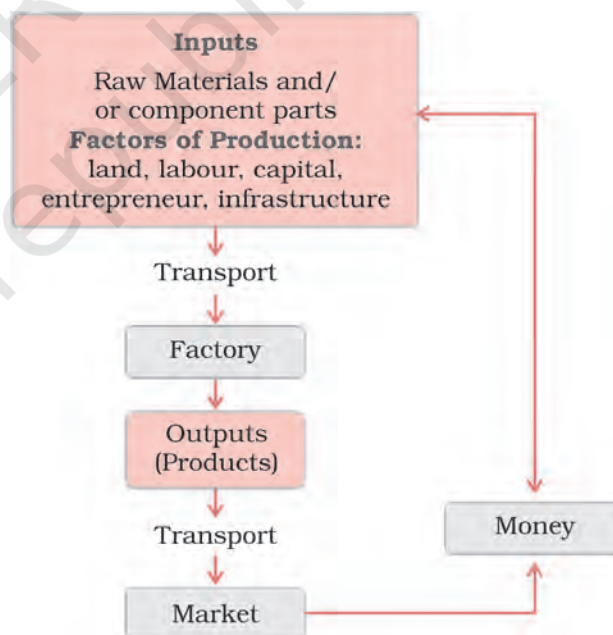 Inputs
Raw Materials and/
or component parts
Factors of Production:
land, labour, capital,
entrepreneur, infrastructure
Transport
Factory
Outputs
(Products)
Transport
Market
Money
republi